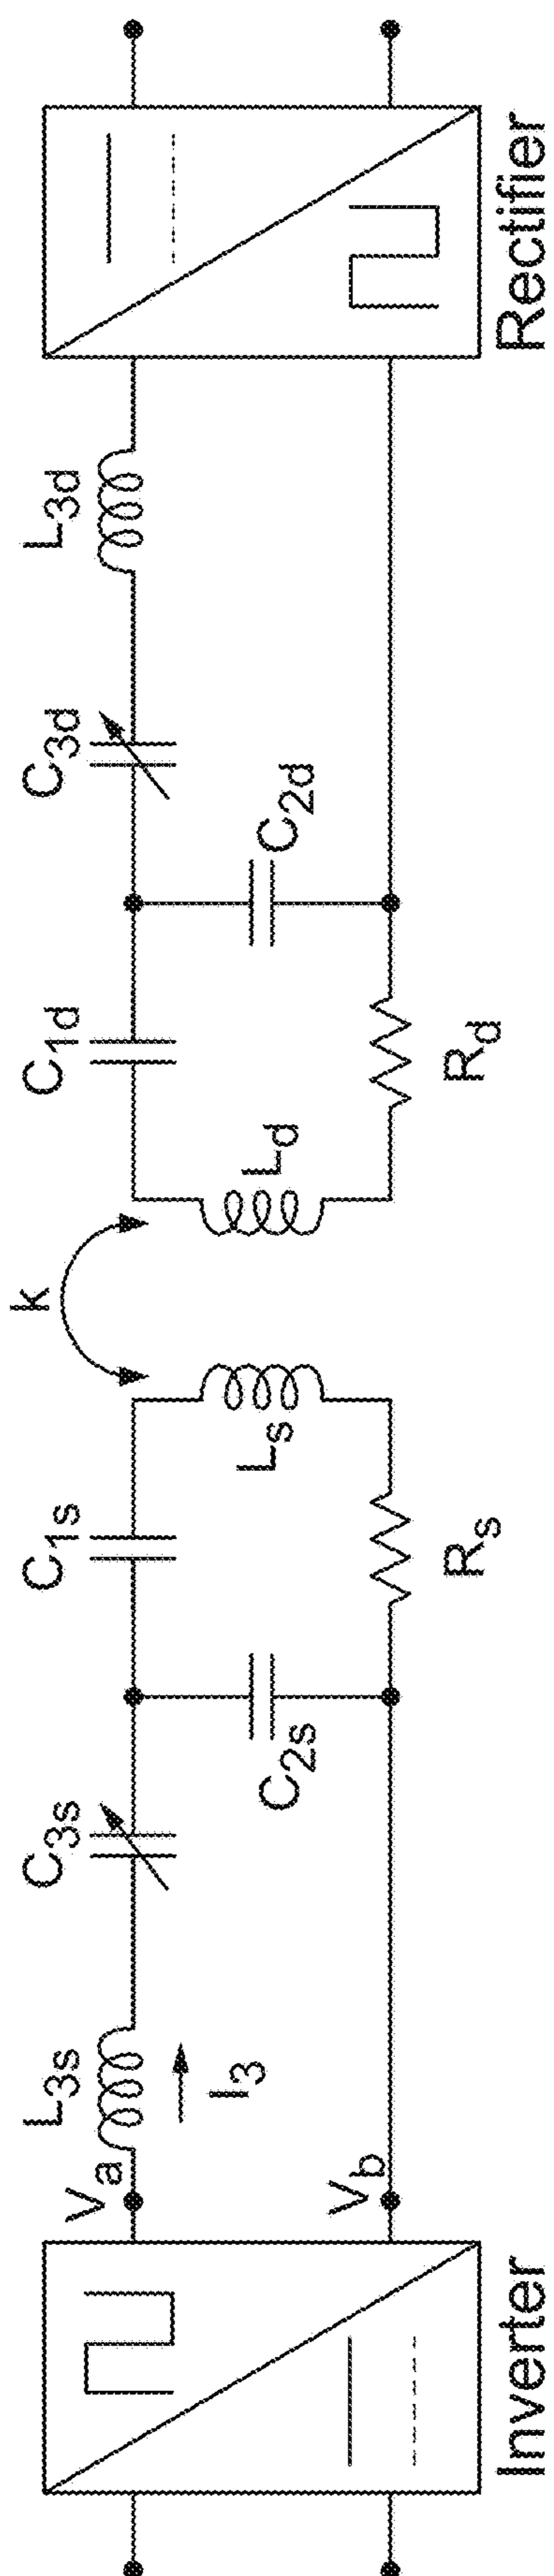 Inverter
V_a
V_b
L_3s
I_3
C_3s
C_2s
C_1s
R_s
L_s
k
L_d
R_d
C_1d
C_2d
C_3d
L_3d
Rectifier